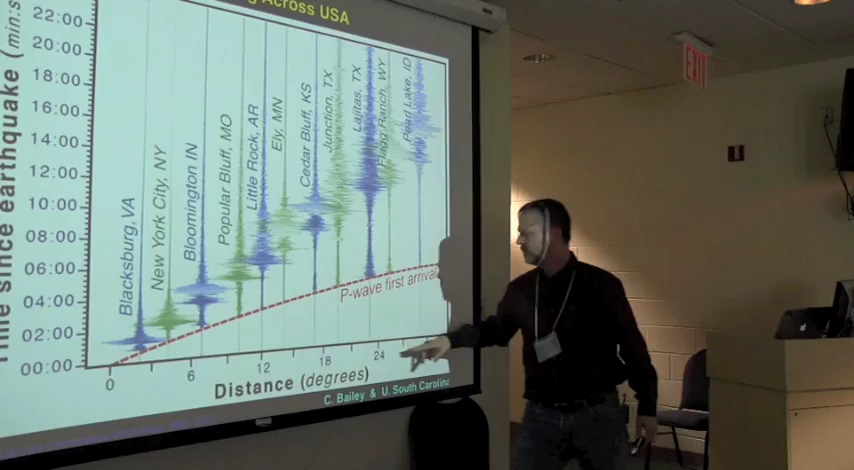 g Across USA
Time since earthquake (min:s
22:00
20:00
18:00
16:00
14:00
12:00
10:00
08:00
06:00
04:00
02:00
00:00
Blacksburg, VA
New York City, NY
Bloomington IN
Popular Bluff, MO
Little Rock, AR
Ely, MN
Cedar Bluff, KS
Junction, TX
Lajitas, TX
Flagg Ranch, WY
Pearl Lake, ID
P-wave first arrival
0 6 12 18 24
Distance (degrees)
C. Bailey & U. South Carolina
EXIT